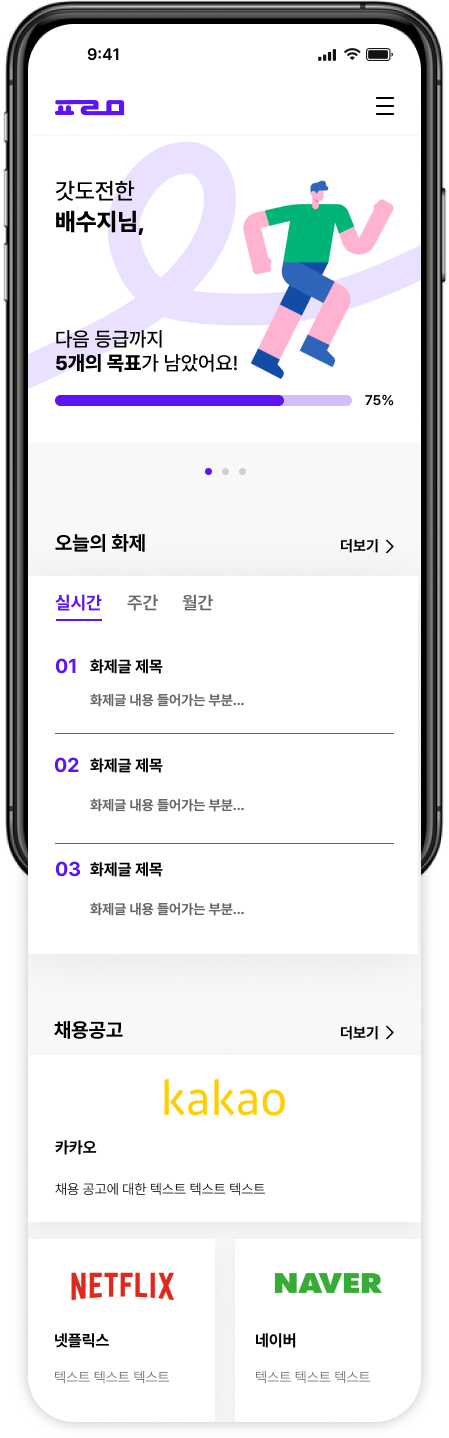 9:41
프로
갓도전한
배수지님,
다음 등급까지
5개의 목표가 남았어요!
75%
오늘의 화제
더보기
실시간 주간 월간
01 화제글 제목
화제글 내용 들어가는 부분...
02 화제글 제목
화제글 내용 들어가는 부분...
03 화제글 제목
화제글 내용 들어가는 부분...
채용공고
더보기
kakao
카카오
채용 공고에 대한 텍스트 텍스트 텍스트
NETFLIX
넷플릭스
텍스트 텍스트 텍스트
NAVER
네이버
텍스트 텍스트 텍스트